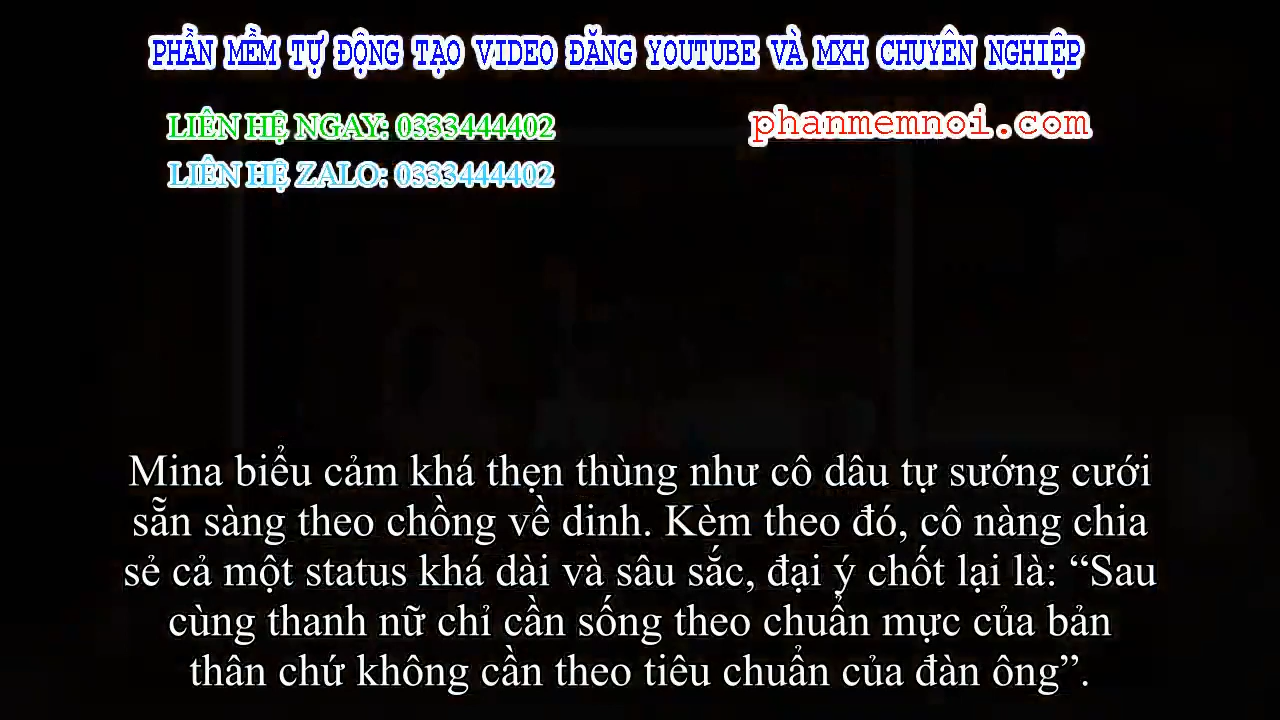 PHẦN MỀM TỰ ĐỘNG TẠO VIDEO ĐĂNG YOUTUBE VÀ MXH CHUYÊN NGHIỆP
LIÊN HỆ NGAY: 0333444402
phanmemnoi.com
LIÊN HỆ ZALO: 0333444402
Mina biểu cảm khá thẹn thùng như cô dâu tự sướng cưới
sẵn sàng theo chồng về dinh. Kèm theo đó, cô nàng chia
sẻ cả một status khá dài và sâu sắc, đại ý chốt lại là: “Sau
cùng thanh nữ chỉ cần sống theo chuẩn mực của bản
thân chứ không cần theo tiêu chuẩn của đàn ông”.